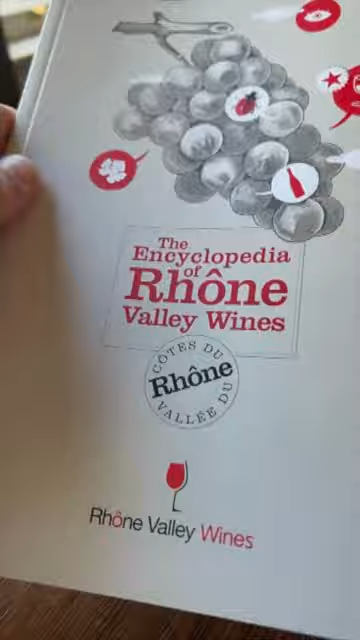 The
Encyclopedia
of
Rhône
Valley Wines
CÔTES DU
Rhône
VALLÉE DU
Rhône Valley Wines